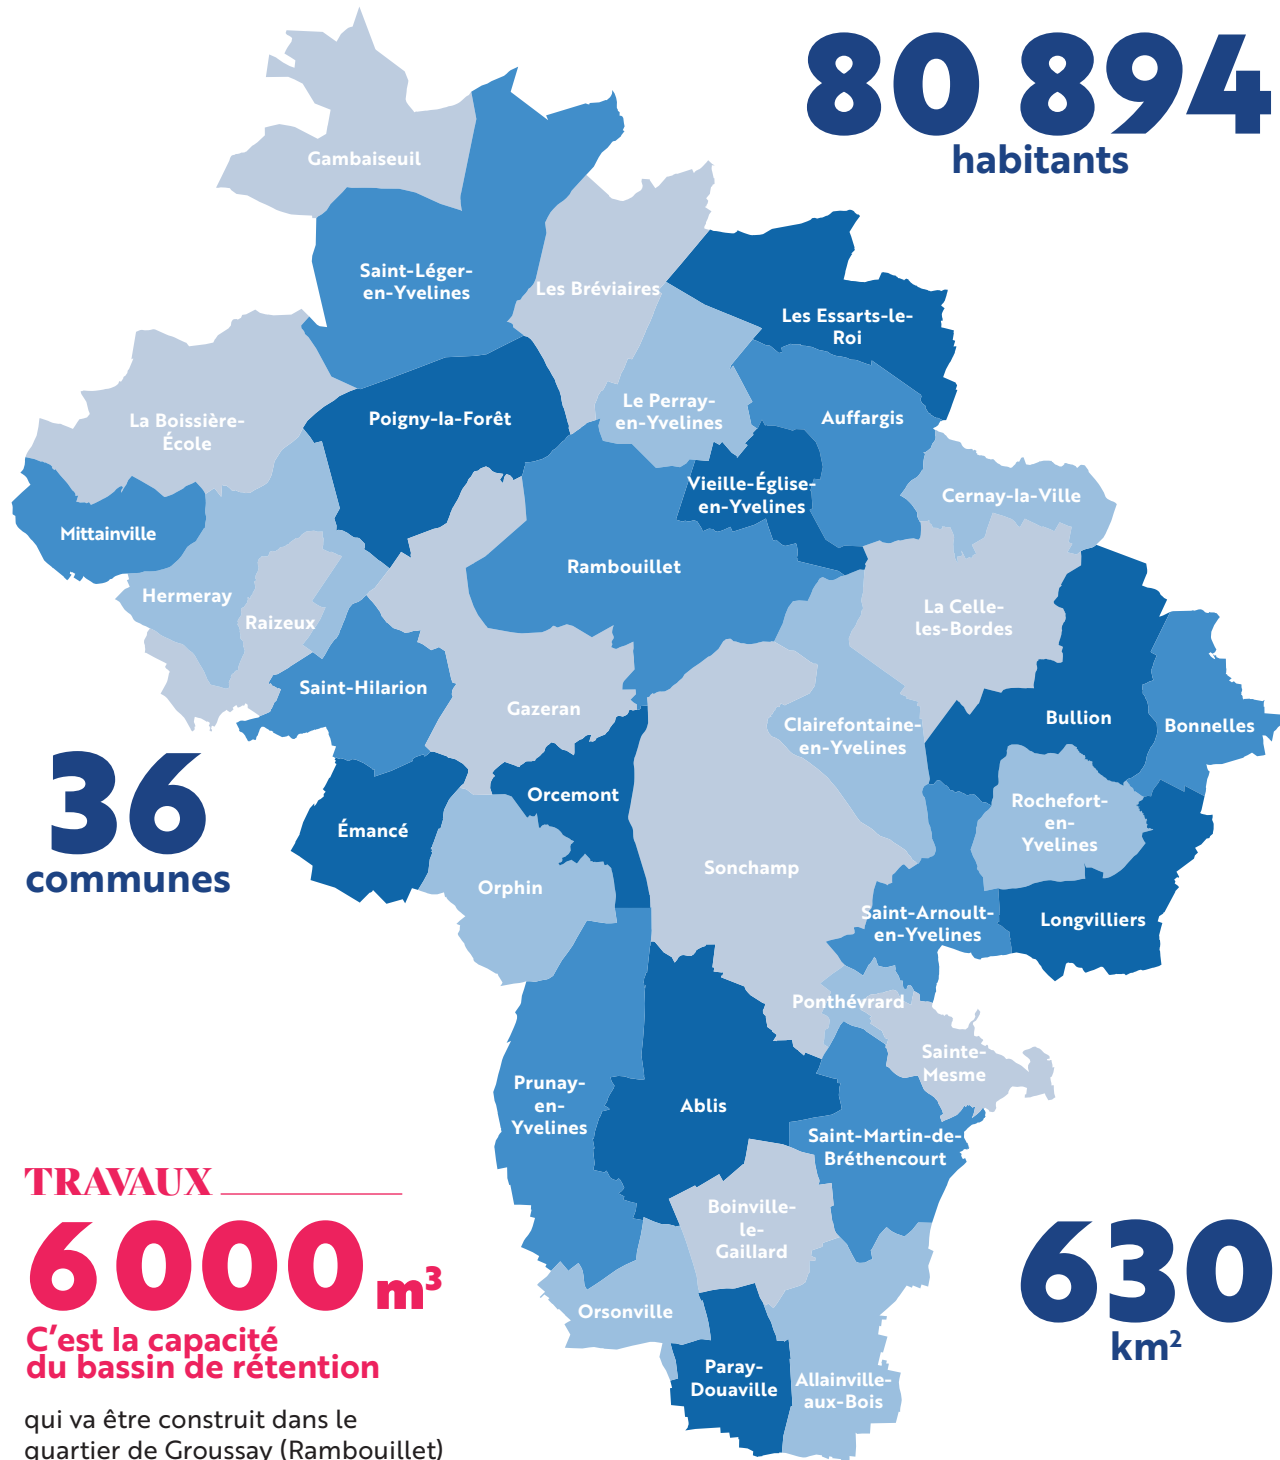 80 894
habitants
Gambaiseuil
Saint-Léger-
en-Yvelines
Les Bréviaires
Les Essarts-le-
Roi
La Boissière-
École
Poigny-la-Forêt
Le Perray-
en-Yvelines
Auffargis
Vieille-Église-
en-Yvelines
Cernay-la-Ville
Mittainville
Rambouillet
Hermeray
Raizeux
La Celle-
les-Bordes
Saint-Hilarion
Gazeran
Clairefontaine-
en-Yvelines
Bullion
Bonnelles
36
communes
Émancé
Orcemont
Rochefort-
en-
Yvelines
Orphin
Sonchamp
Saint-Arnoult-
en-Yvelines
Longvilliers
Ponthévrard
Sainte-
Mesme
Prunay-
en-
Yvelines
Ablis
Saint-Martin-de-
Bréthencourt
Boinville-
le-
Gaillard
Orsonville
Paray-
Douaville
Allainville-
aux-Bois
630
km²
TRAVAUX
6 000 m³
C'est la capacité
du bassin de rétention
qui va être construit dans le
quartier de Groussay (Rambouillet)